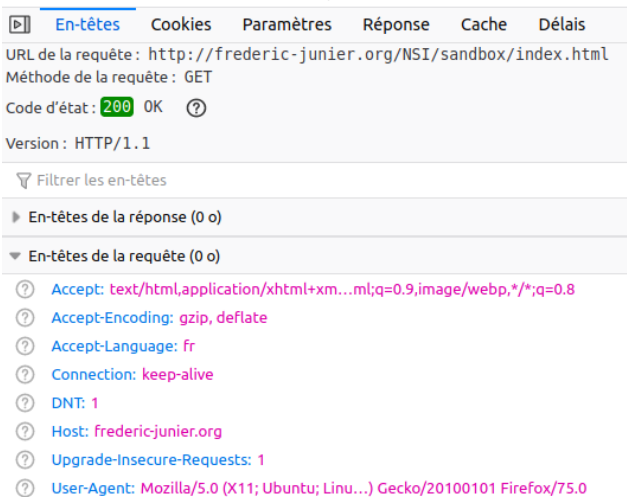 En-têtes Cookies Paramètres Réponse Cache Délais
URL de la requête : http://frederic-junier.org/NSI/sandbox/index.html
Méthode de la requête : GET
Code d'état : 200 OK ?
Version : HTTP/1.1
Filtrer les en-têtes
En-têtes de la réponse (0 o)
En-têtes de la requête (0 o)
? Accept: text/html,application/xhtml+xm…ml;q=0.9,image/webp,*/*;q=0.8
? Accept-Encoding: gzip, deflate
? Accept-Language: fr
? Connection: keep-alive
? DNT: 1
? Host: frederic-junier.org
? Upgrade-Insecure-Requests: 1
? User-Agent: Mozilla/5.0 (X11; Ubuntu; Linu…) Gecko/20100101 Firefox/75.0